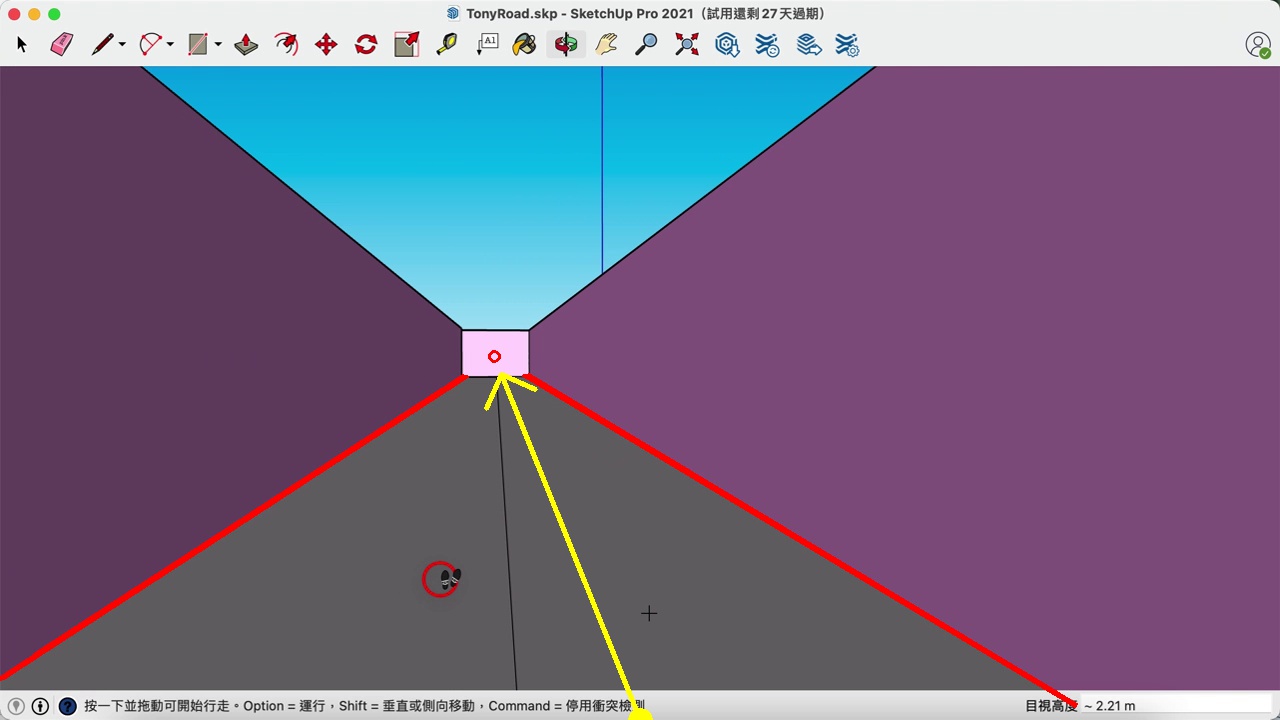 TonyRoad.skp - SketchUp Pro 2021（試用還剩 27 天過期）
A1
按一下並拖動可開始行走。Option = 運行，Shift = 垂直或側向移動，Command = 停用衝突檢測
目視高度 ~ 2.21 m